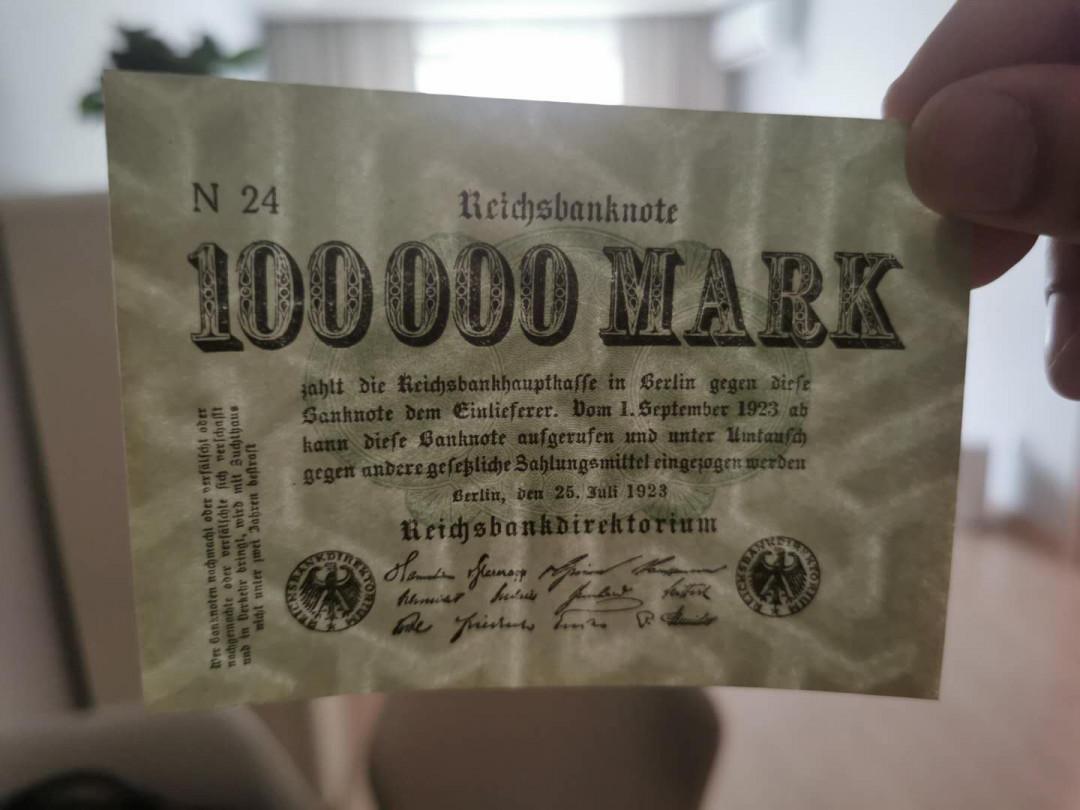 N 24
Reichsbanknote
100000 MARK
zahlt die Reichsbankhauptkasse in Berlin gegen diese
Banknote dem Einlieferer. Vom 1. September 1923 ab
kann diese Banknote aufgerufen und unter Umtausch
gegen andere gesetzliche Zahlungsmittel eingezogen werden
Berlin, den 25. Juli 1923
Reichsbankdirektorium
REICHSBANKDIREKTORIUM
REICHSBANKDIREKTORIUM
Wer Banknoten nachmacht oder verfälscht oder
nachgemachte oder verfälschte sich verschafft
und in Verkehr bringt, wird mit Zuchthaus
nicht unter zwei Jahren bestraft